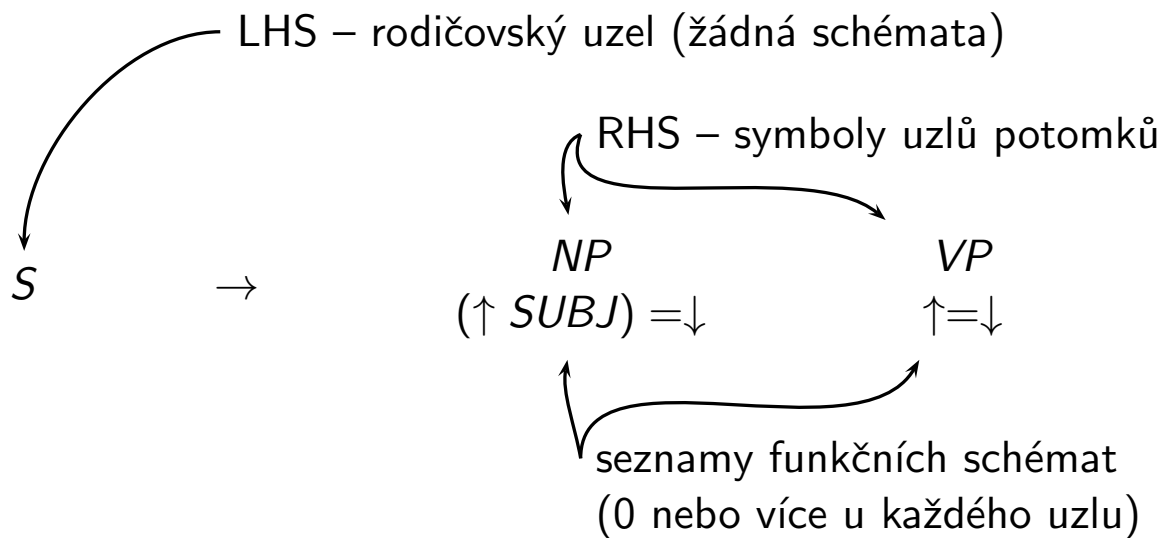 LHS – rodičovský uzel (žádná schémata)
RHS – symboly uzlů potomků
S → NP VP
(↑ SUBJ) =↓ ↑=↓
seznamy funkčních schémat
(0 nebo více u každého uzlu)